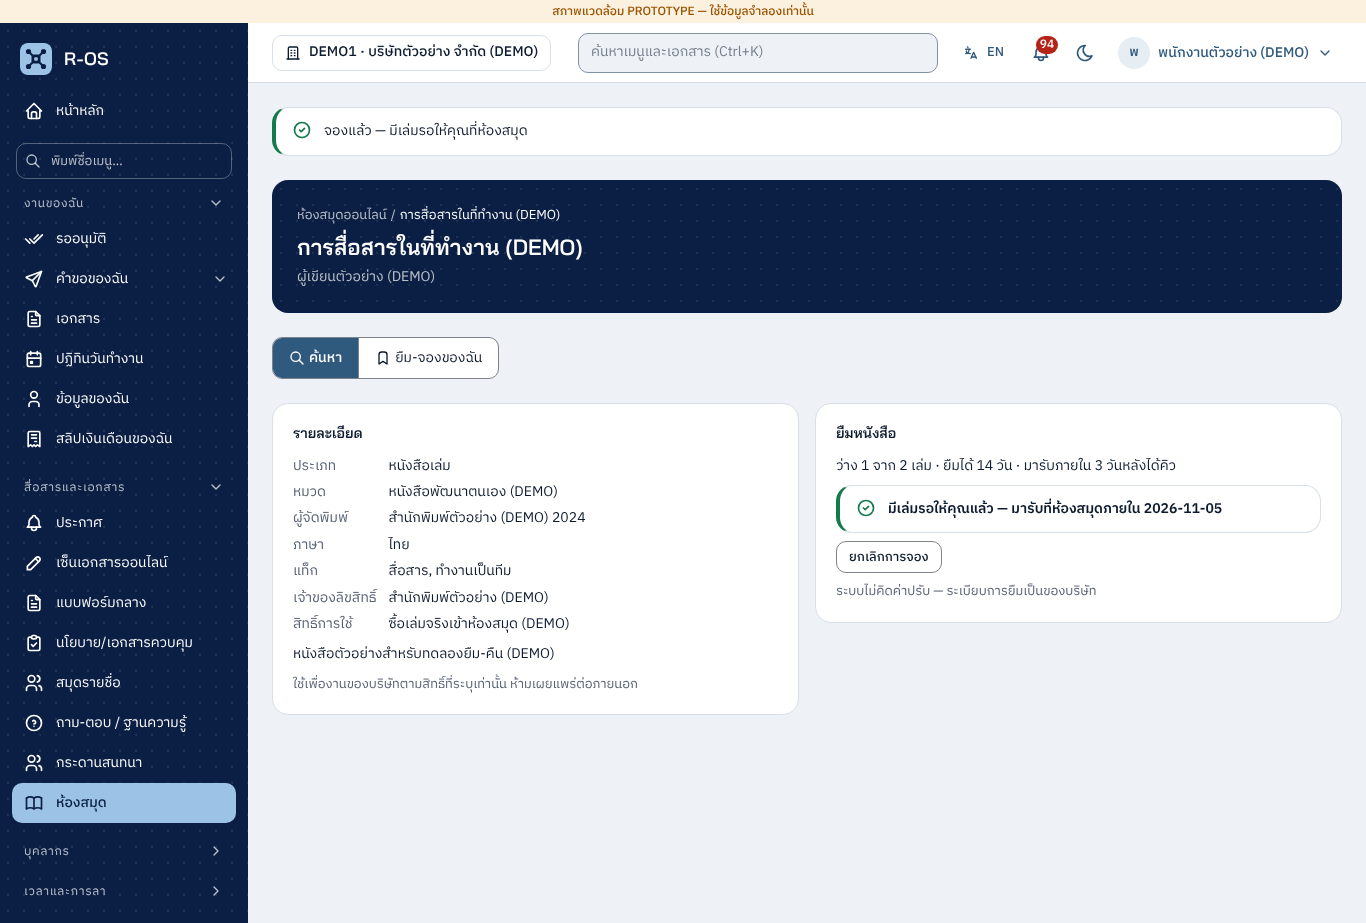 สภาพแวดล้อม PROTOTYPE — ใช้ข้อมูลจำลองเท่านั้น
R-OS
หน้าหลัก
พิมพ์ชื่อเมนู...
งานของฉัน
รออนุมัติ
คำขอของฉัน
เอกสาร
ปฏิทินวันทำงาน
ข้อมูลของฉัน
สลิปเงินเดือนของฉัน
สื่อสารและเอกสาร
ประกาศ
เซ็นเอกสารออนไลน์
แบบฟอร์มกลาง
นโยบาย/เอกสารควบคุม
สมุดรายชื่อ
ถาม-ตอบ / ฐานความรู้
กระดานสนทนา
ห้องสมุด
บุคลากร
เวลาและการลา
DEMO1 · บริษัทตัวอย่าง จำกัด (DEMO)
ค้นหาเมนูและเอกสาร (Ctrl+K)
EN
94
พ
พนักงานตัวอย่าง (DEMO)
จองแล้ว — มีเล่มรอให้คุณที่ห้องสมุด
ห้องสมุดออนไลน์ / การสื่อสารในที่ทำงาน (DEMO)
การสื่อสารในที่ทำงาน (DEMO)
ผู้เขียนตัวอย่าง (DEMO)
ค้นหา
ยืม-จองของฉัน
รายละเอียด
ประเภท หนังสือเล่ม
หมวด หนังสือพัฒนาตนเอง (DEMO)
ผู้จัดพิมพ์ สำนักพิมพ์ตัวอย่าง (DEMO) 2024
ภาษา ไทย
แท็ก สื่อสาร, ทำงานเป็นทีม
เจ้าของลิขสิทธิ์ สำนักพิมพ์ตัวอย่าง (DEMO)
สิทธิ์การใช้ ซื้อเล่มจริงเข้าห้องสมุด (DEMO)
หนังสือตัวอย่างสำหรับทดลองยืม-คืน (DEMO)
ใช้เพื่องานของบริษัทตามสิทธิ์ที่ระบุเท่านั้น ห้ามเผยแพร่ต่อภายนอก
ยืมหนังสือ
ว่าง 1 จาก 2 เล่ม · ยืมได้ 14 วัน · มารับภายใน 3 วันหลังได้คิว
มีเล่มรอให้คุณแล้ว — มารับที่ห้องสมุดภายใน 2026-11-05
ยกเลิกการจอง
ระบบไม่คิดค่าปรับ — ระเบียบการยืมเป็นของบริษัท